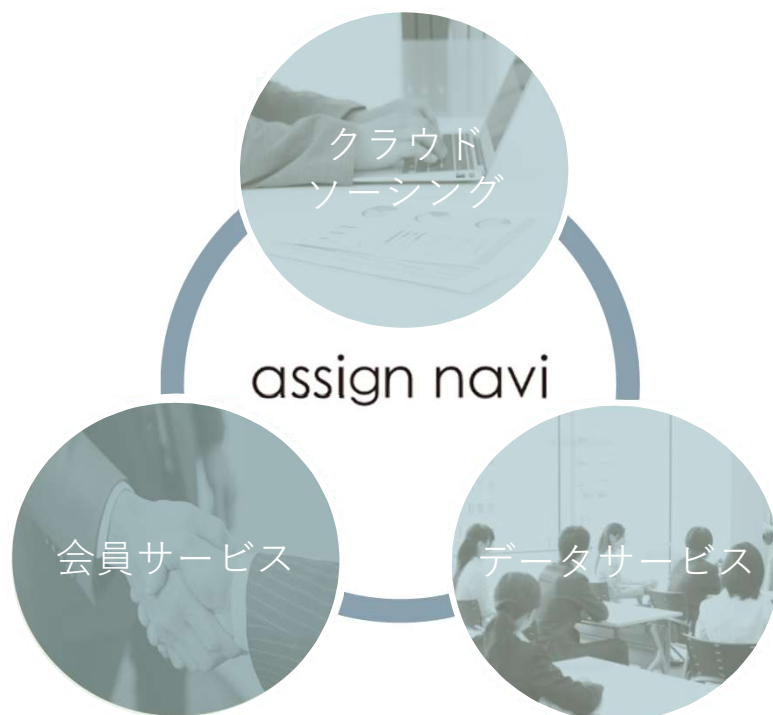 クラウド
ソーシング
assign navi
会員サービス
データサービス